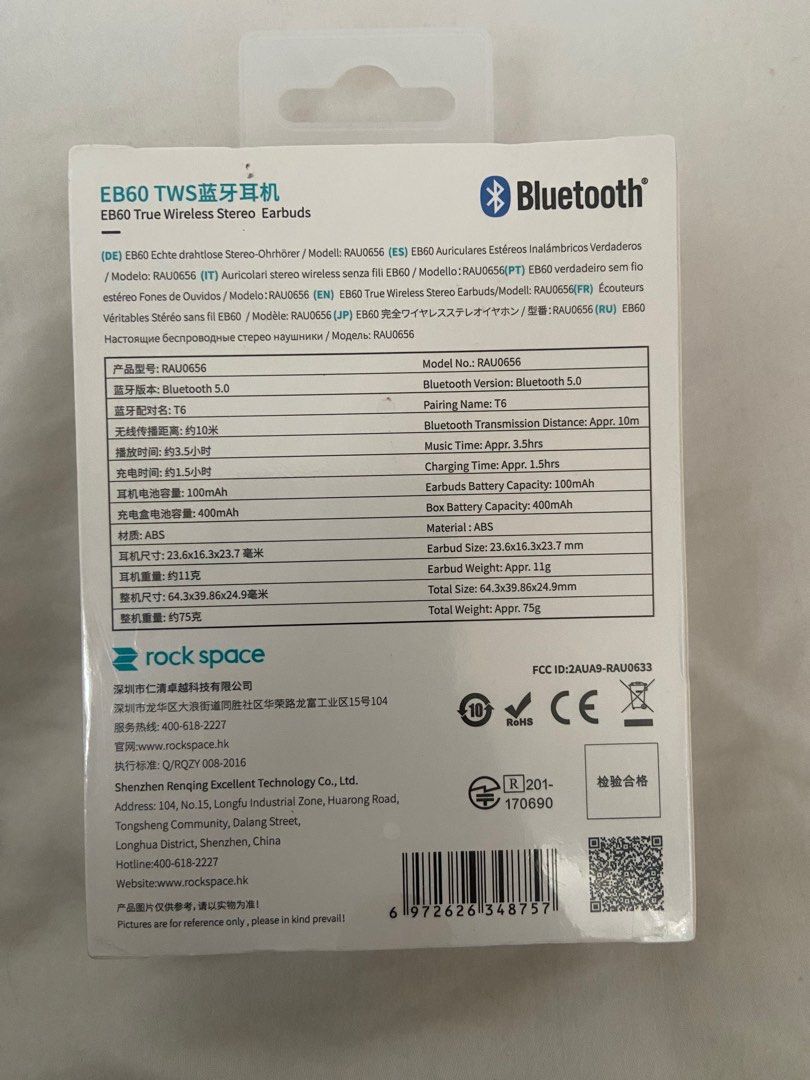 EB60 TWS蓝牙耳机
EB60 True Wireless Stereo Earbuds
Bluetooth®
(DE) EB60 Echte drahtlose Stereo-Ohrhörer / Modell: RAU0656 (ES) EB60 Auriculares Estéreos Inalámbricos Verdaderos
/ Modelo: RAU0656 (IT) Auricolari stereo wireless senza fili EB60 / Modello:RAU0656(PT) EB60 verdadeiro sem fio
estéreo Fones de Ouvidos / Modelo:RAU0656 (EN) EB60 True Wireless Stereo Earbuds/Modell: RAU0656(FR) Écouteurs
Véritables Stéréo sans fil EB60 / Modèle: RAU0656 (JP) EB60 完全ワイヤレスステレオイヤホン / 型番:RAU0656 (RU) EB60
Настоящие беспроводные стерео наушники / Модель: RAU0656
产品型号: RAU0656
Model No.: RAU0656
蓝牙版本: Bluetooth 5.0
Bluetooth Version: Bluetooth 5.0
蓝牙配对名: T6
Pairing Name: T6
无线传播距离: 约10米
Bluetooth Transmission Distance: Appr. 10m
播放时间: 约3.5小时
Music Time: Appr. 3.5hrs
充电时间: 约1.5小时
Charging Time: Appr. 1.5hrs
耳机电池容量: 100mAh
Earbuds Battery Capacity: 100mAh
充电盒电池容量: 400mAh
Box Battery Capacity: 400mAh
材质: ABS
Material : ABS
耳机尺寸: 23.6x16.3x23.7 毫米
Earbud Size: 23.6x16.3x23.7 mm
耳机重量: 约11克
Earbud Weight: Appr. 11g
整机尺寸: 64.3x39.86x24.9毫米
Total Size: 64.3x39.86x24.9mm
整机重量: 约75克
Total Weight: Appr. 75g
rock space
FCC ID:2AUA9-RAU0633
深圳市仁清卓越科技有限公司
深圳市龙华区大浪街道同胜社区华荣路龙富工业区15号104
服务热线: 400-618-2227
官网:www.rockspace.hk
执行标准: Q/RQZY 008-2016
10
RoHS
CE
Shenzhen Renqing Excellent Technology Co., Ltd.
Address: 104, No.15, Longfu Industrial Zone, Huarong Road,
Tongsheng Community, Dalang Street,
Longhua District, Shenzhen, China
Hotline:400-618-2227
Website:www.rockspace.hk
R 201-
170690
检验合格
产品图片仅供参考,请以实物为准!
Pictures are for reference only , please in kind prevail!
6 972626 348757